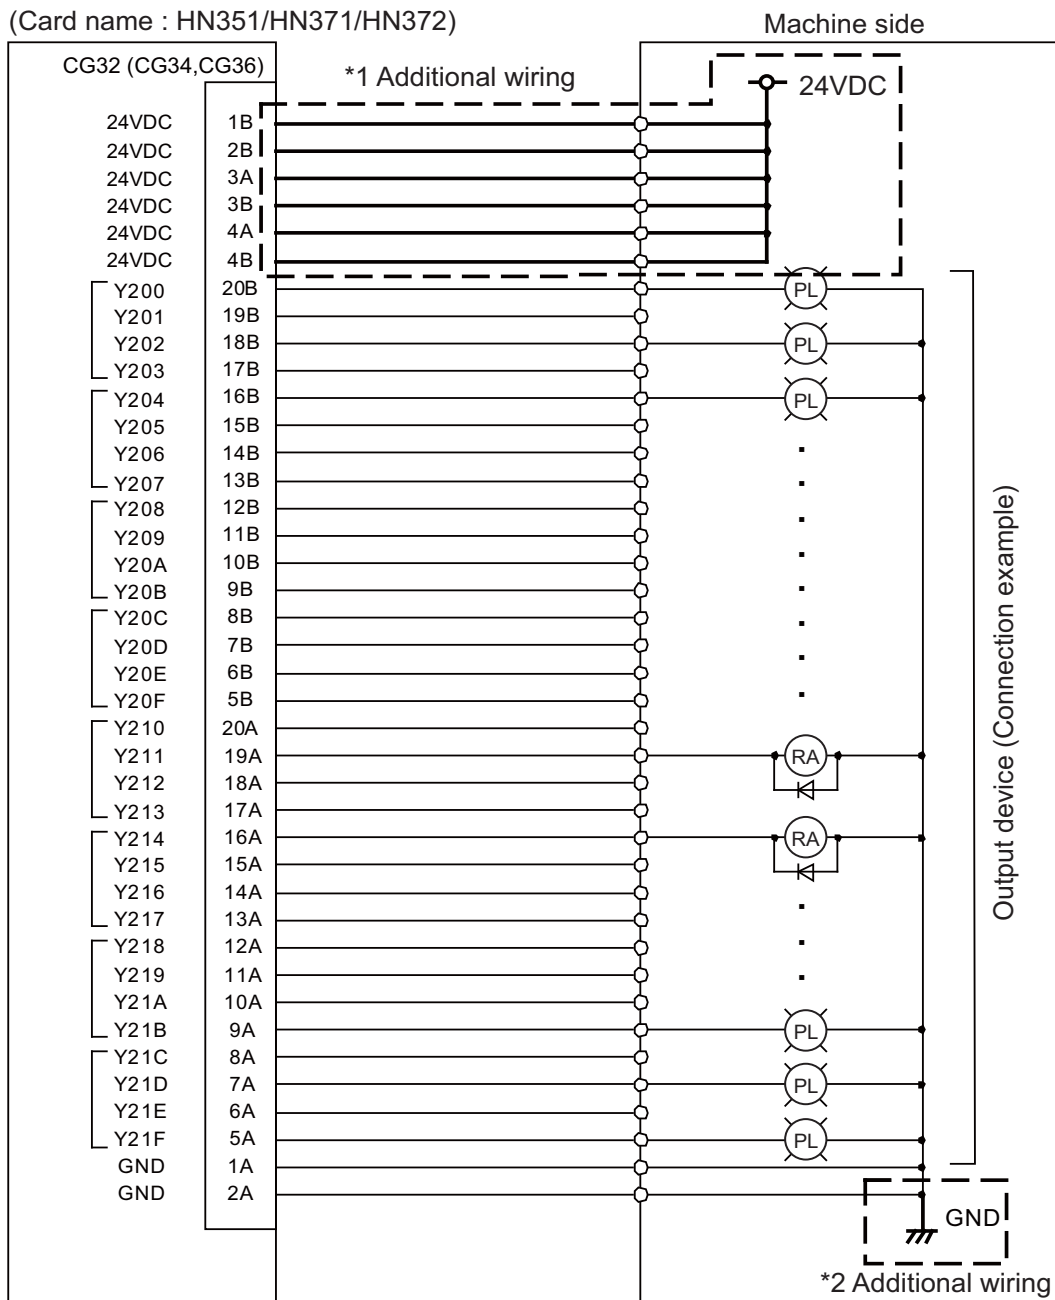 (Card name : HN351/HN371/HN372)
Machine side
CG32 (CG34,CG36)
*1 Additional wiring
24VDC
24VDC 1B
24VDC 2B
24VDC 3A
24VDC 3B
24VDC 4A
24VDC 4B
Y200 20B PL
Y201 19B
Y202 18B PL
Y203 17B
Y204 16B PL
Y205 15B
Y206 14B
Y207 13B
Y208 12B
Y209 11B
Y20A 10B
Y20B 9B
Y20C 8B
Y20D 7B
Y20E 6B
Y20F 5B
Y210 20A
Y211 19A RA
Y212 18A
Y213 17A
Y214 16A RA
Y215 15A
Y216 14A
Y217 13A
Y218 12A
Y219 11A
Y21A 10A
Y21B 9A PL
Y21C 8A
Y21D 7A PL
Y21E 6A
Y21F 5A PL
GND 1A
GND 2A
Output device (Connection example)
GND
*2 Additional wiring